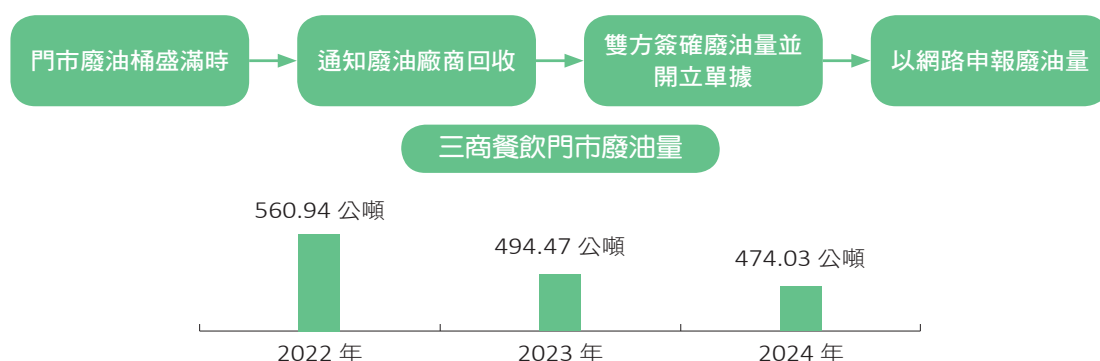 門市廢油桶盛滿時
通知廢油廠商回收
雙方簽確廢油量並
開立單據
以網路申報廢油量
三商餐飲門市廢油量
560.94 公噸
494.47 公噸
474.03 公噸
2022 年
2023 年
2024 年